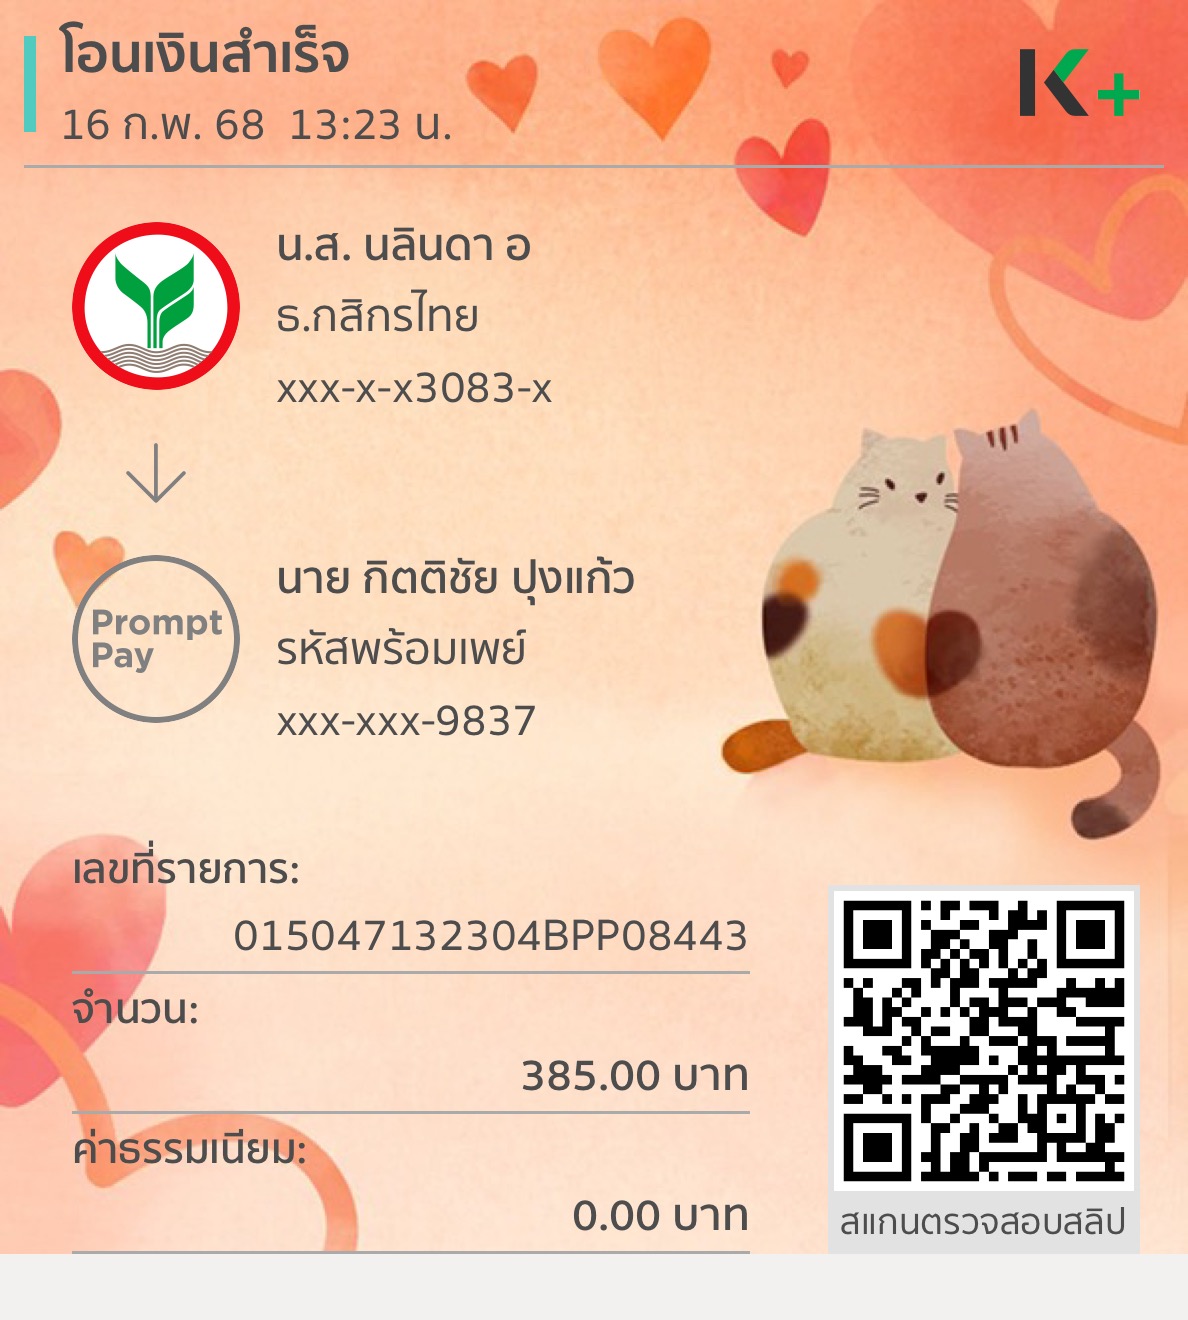 โอนเงินสำเร็จ
16 ก.พ. 68 13:23 น.
K+
น.ส. นลินดา อ
ธ.กสิกรไทย
xxx-x-x3083-x
Prompt
Pay
นาย กิตติชัย ปุงแก้ว
รหัสพร้อมเพย์
xxx-xxx-9837
เลขที่รายการ:
015047132304BPP08443
จำนวน:
385.00 บาท
ค่าธรรมเนียม:
0.00 บาท
สแกนตรวจสอบสลิป